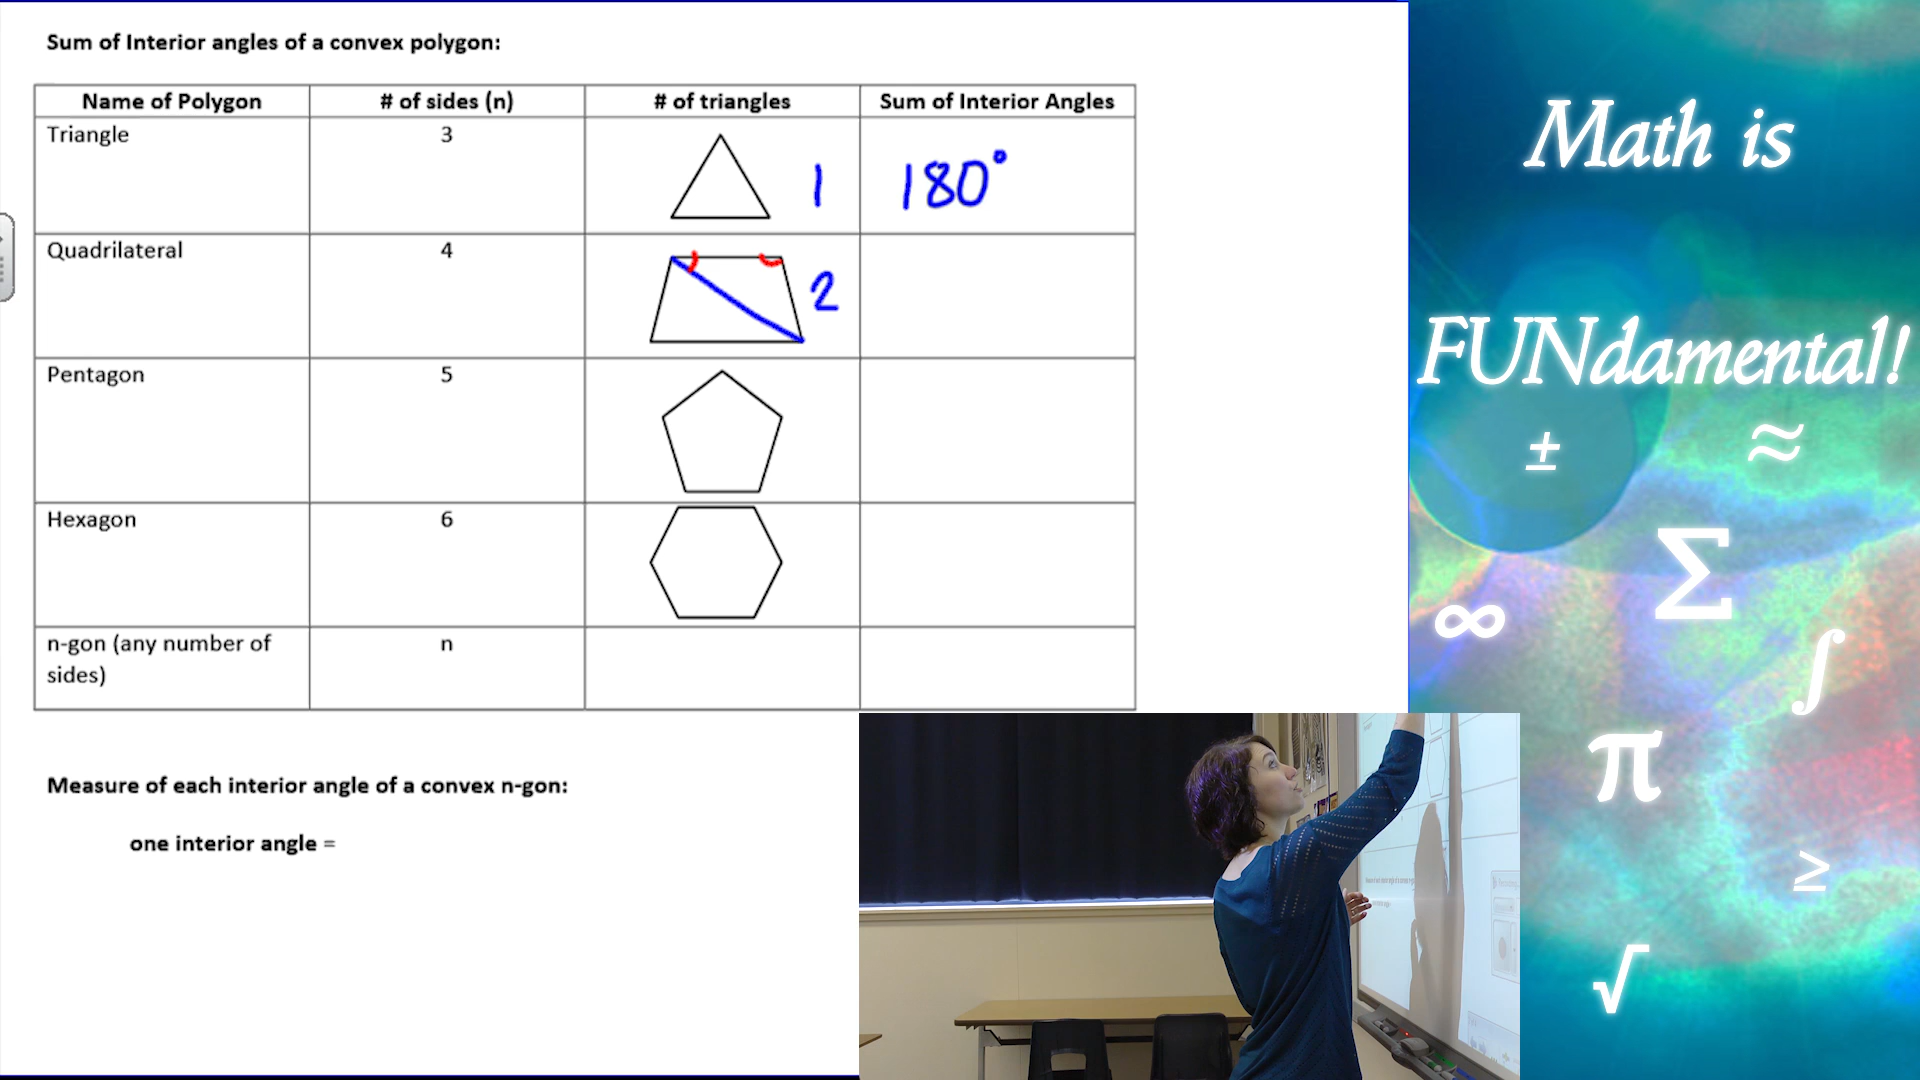 Sum of Interior angles of a convex polygon:
Name of Polygon # of sides (n) # of triangles Sum of Interior Angles
Triangle 3 1 180°
Quadrilateral 4 2
Pentagon 5
Hexagon 6
n-gon (any number of n
sides)
Measure of each interior angle of a convex n-gon:
one interior angle =
Math is
FUNdamental!
± ≈
Σ
∞
∫
π
≥
√